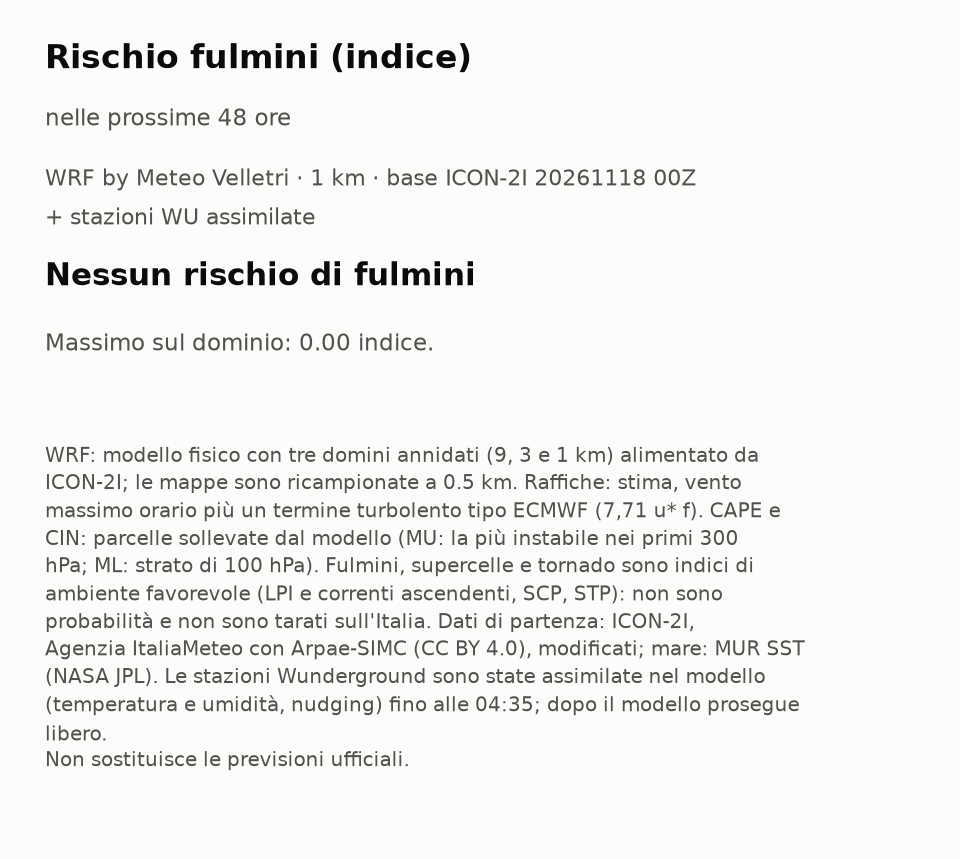 Rischio fulmini (indice)
nelle prossime 48 ore
WRF by Meteo Velletri · 1 km · base ICON-2I 20261118 00Z
+ stazioni WU assimilate
Nessun rischio di fulmini
Massimo sul dominio: 0.00 indice.
WRF: modello fisico con tre domini annidati (9, 3 e 1 km) alimentato da
ICON-2I; le mappe sono ricampionate a 0.5 km. Raffiche: stima, vento
massimo orario più un termine turbolento tipo ECMWF (7,71 u* f). CAPE e
CIN: parcelle sollevate dal modello (MU: la più instabile nei primi 300
hPa; ML: strato di 100 hPa). Fulmini, supercelle e tornado sono indici di
ambiente favorevole (LPI e correnti ascendenti, SCP, STP): non sono
probabilità e non sono tarati sull'Italia. Dati di partenza: ICON-2I,
Agenzia ItaliaMeteo con Arpae-SIMC (CC BY 4.0), modificati; mare: MUR SST
(NASA JPL). Le stazioni Wunderground sono state assimilate nel modello
(temperatura e umidità, nudging) fino alle 04:35; dopo il modello prosegue
libero.
Non sostituisce le previsioni ufficiali.